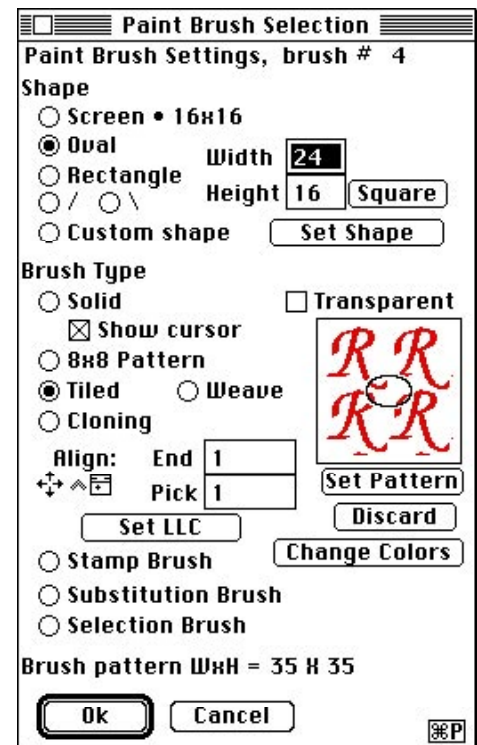 Paint Brush Selection
Paint Brush Settings, brush # 4
Shape
Screen • 16x16
Oval
Width 24
Rectangle
Height 16 Square
/ \
Custom shape Set Shape
Brush Type
Solid Transparent
Show cursor
8x8 Pattern
R R
Tiled Weave
R R
Cloning
Align: End 1
Set Pattern
Pick 1
Discard
Set LLC
Change Colors
Stamp Brush
Substitution Brush
Selection Brush
Brush pattern WxH = 35 X 35
Ok Cancel
⌘P